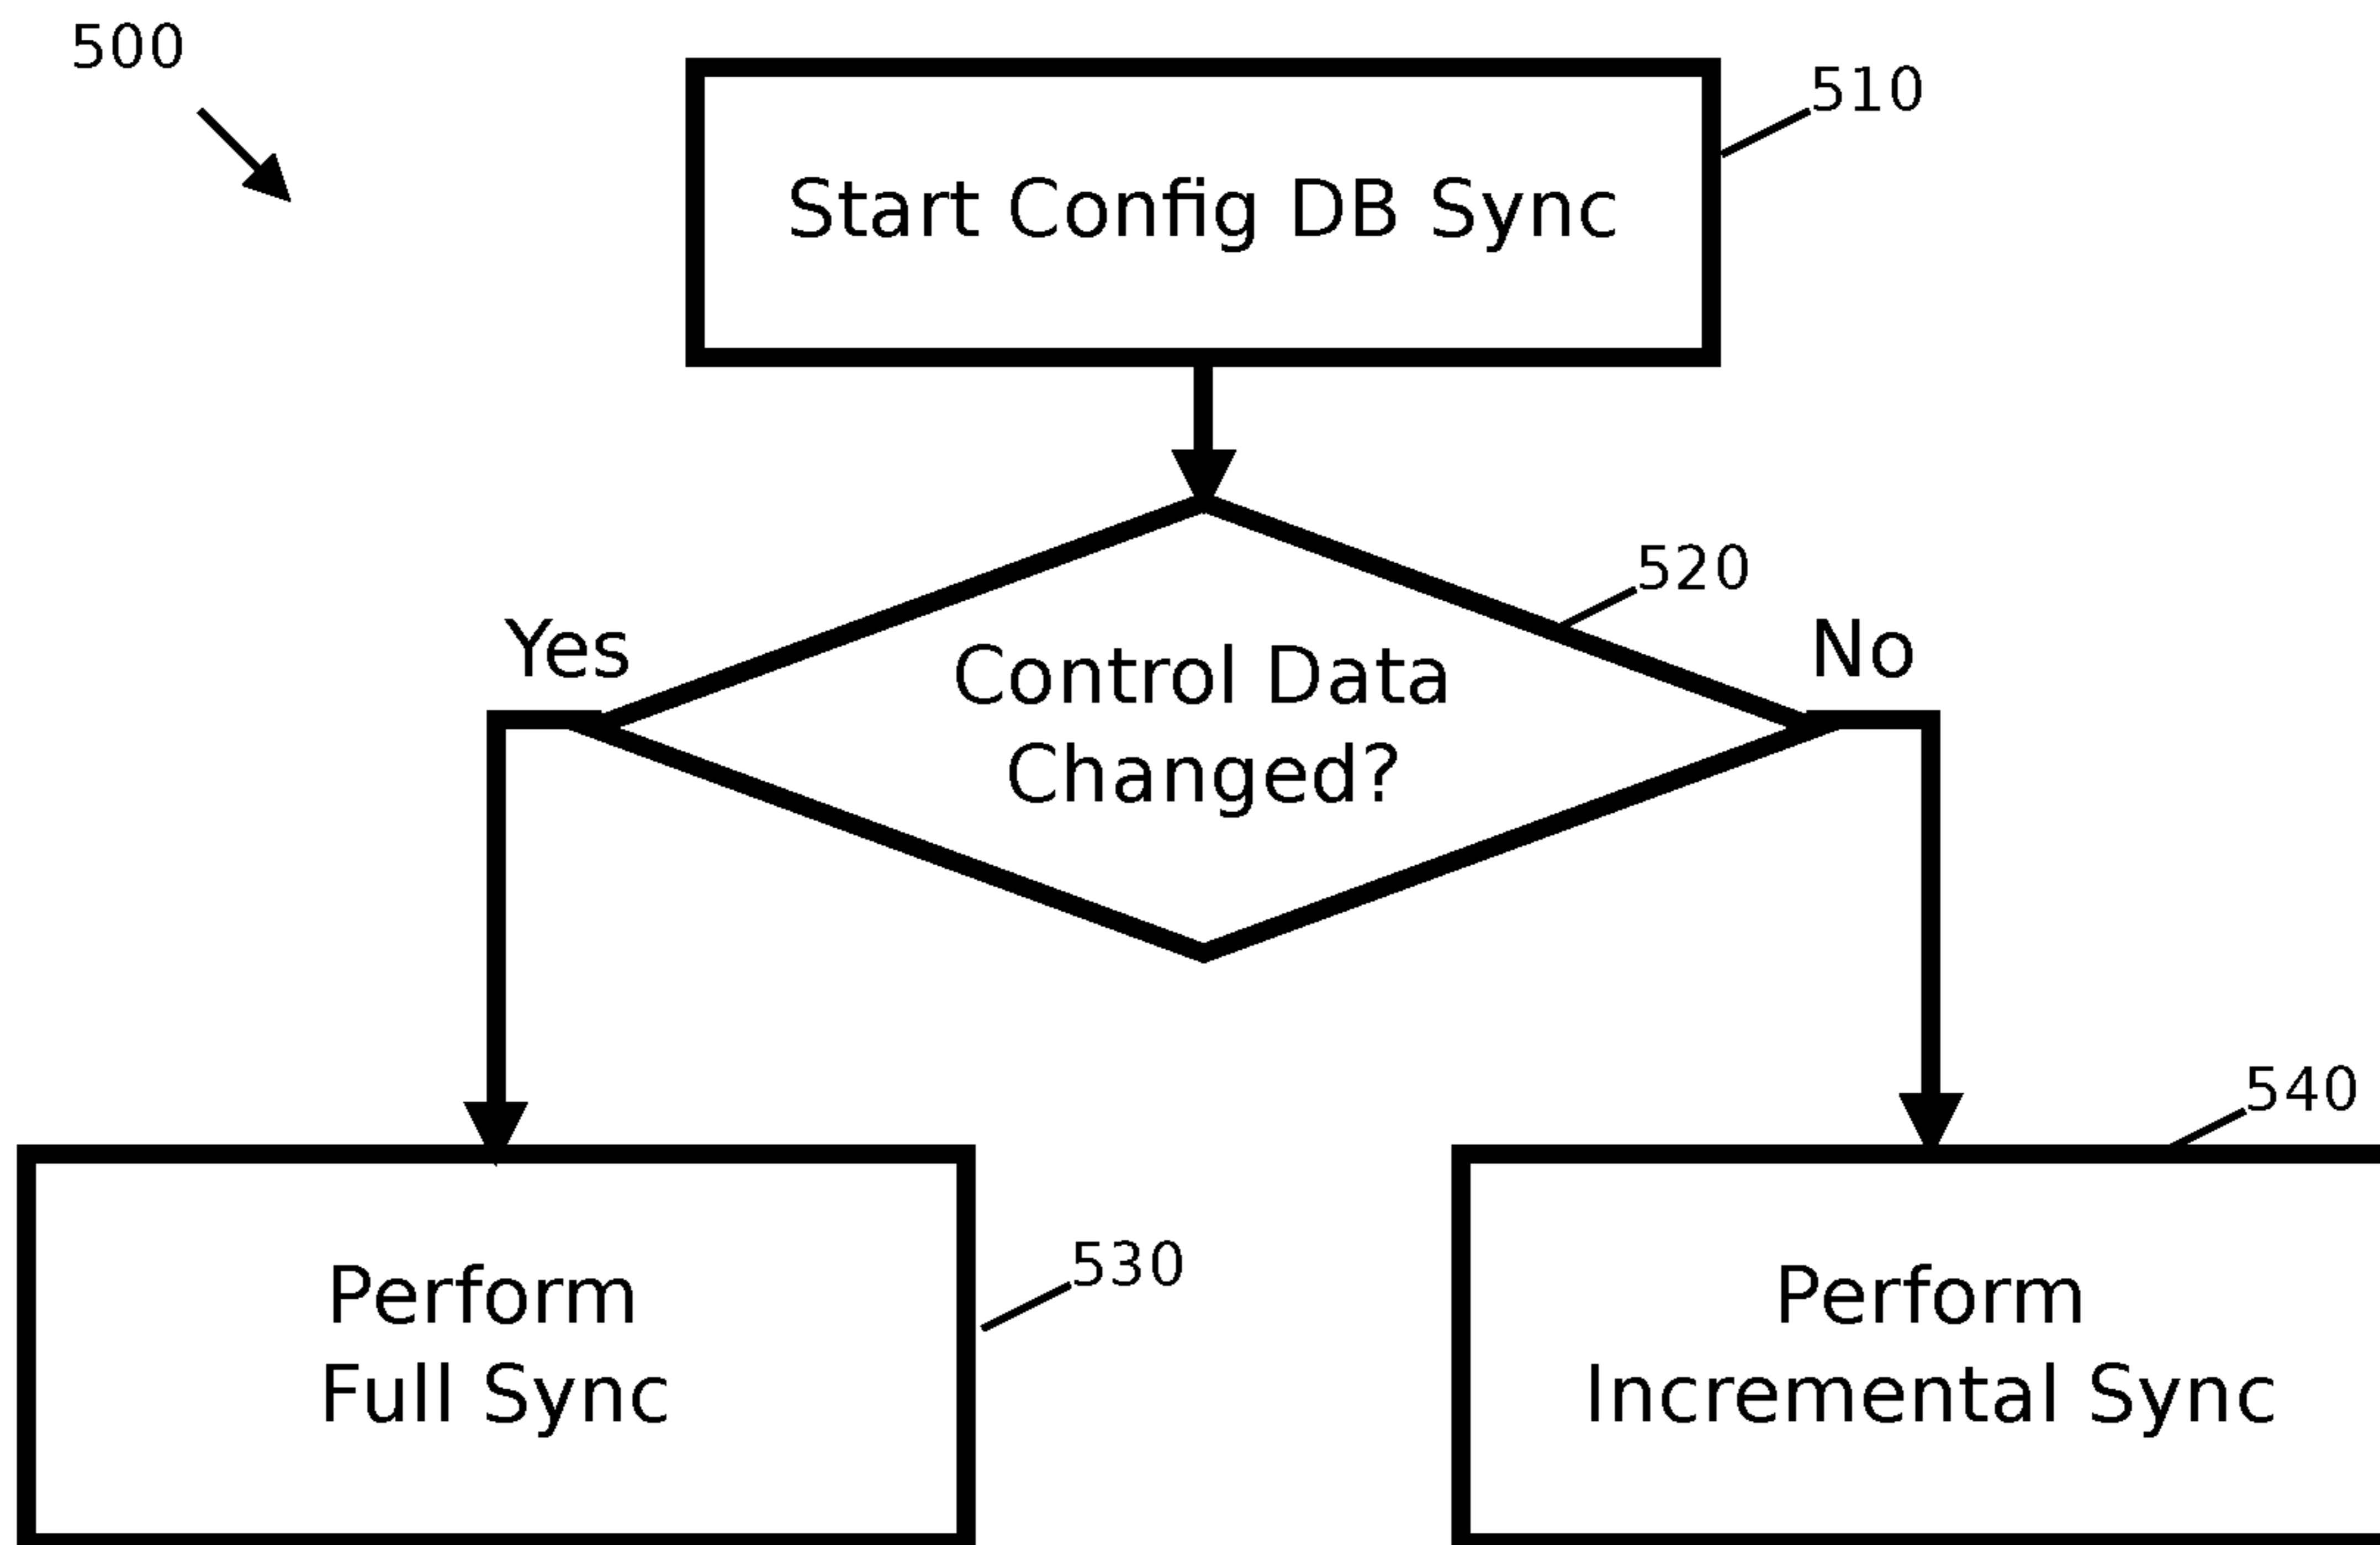 500
510
Start Config DB Sync
520
Yes
No
Control Data
Changed?
540
530
Perform
Full Sync
Perform
Incremental Sync